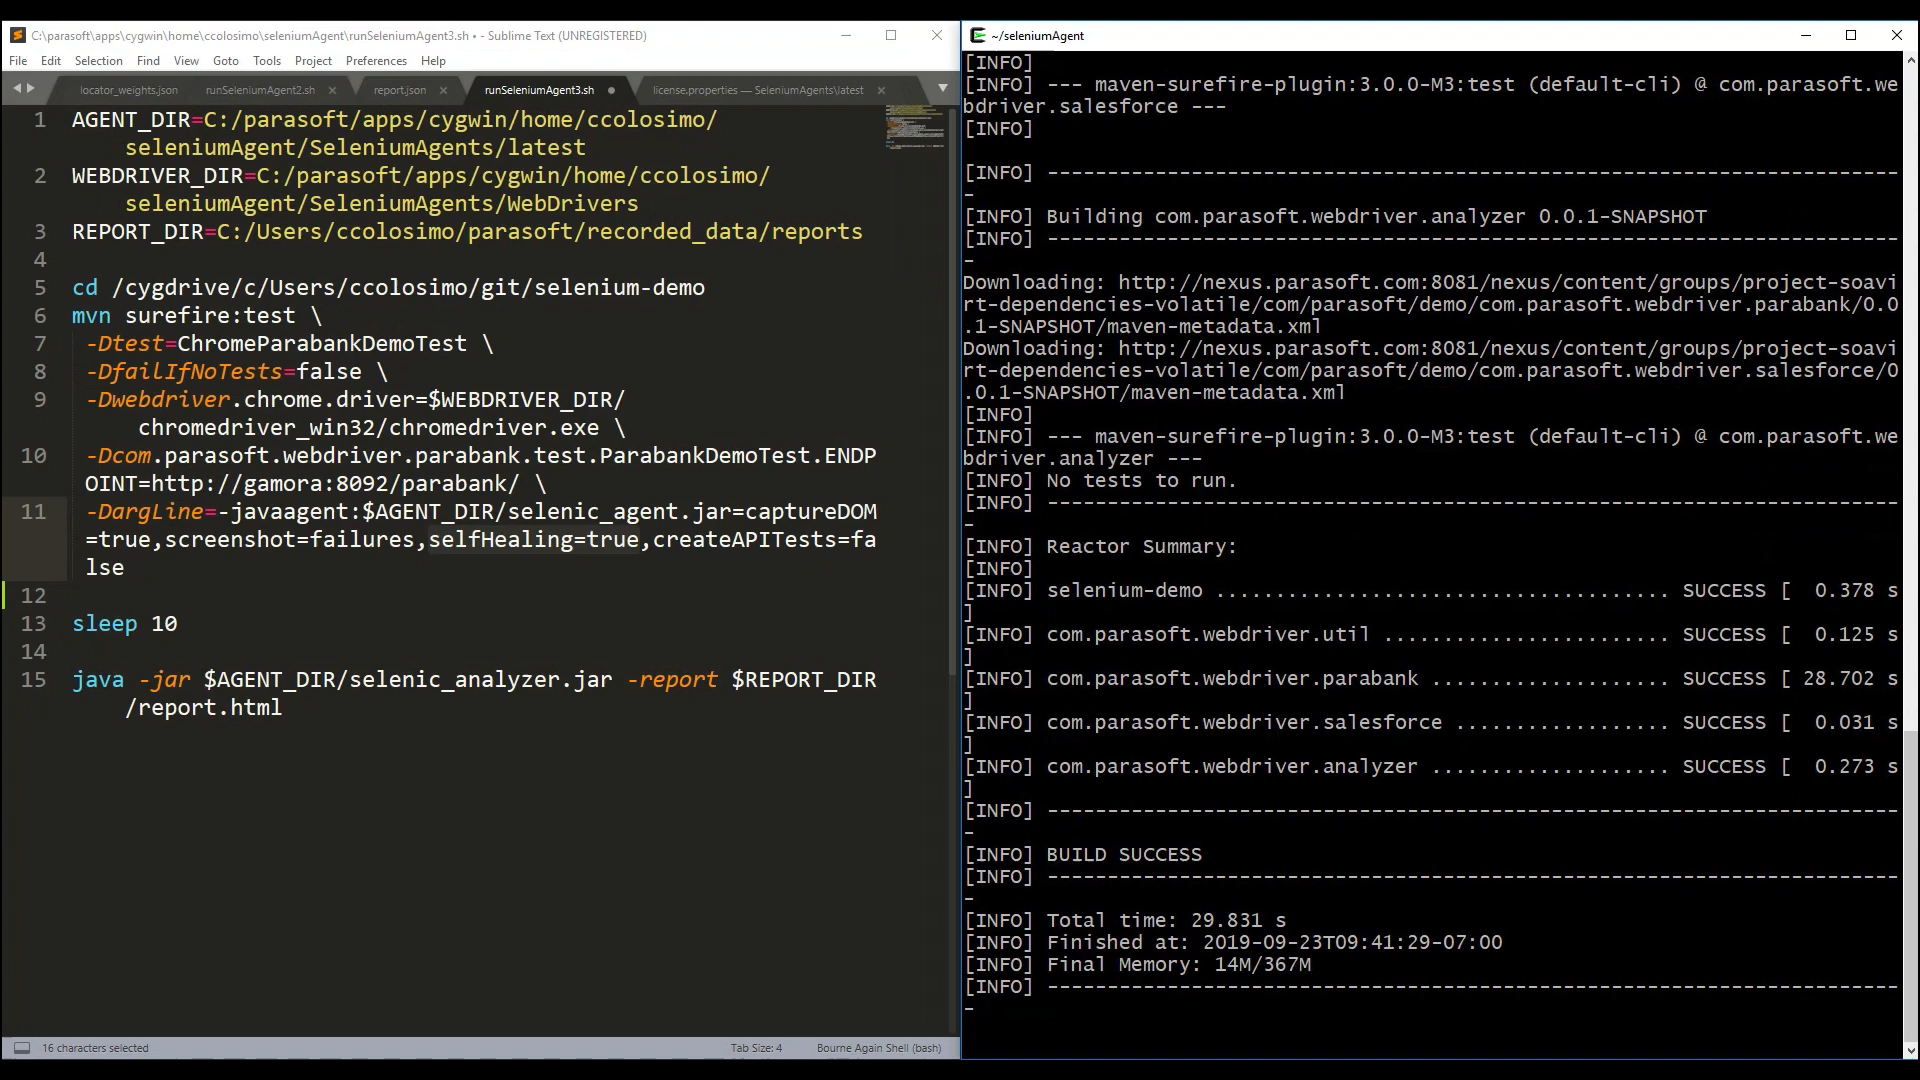 C:\parasoft\apps\cygwin\home\ccolosimo\seleniumAgent\runSeleniumAgent3.sh • - Sublime Text (UNREGISTERED)
File Edit Selection Find View Goto Tools Project Preferences Help
locator_weights.json runSeleniumAgent2.sh report.json runSeleniumAgent3.sh license.properties — SeleniumAgents\latest
1 AGENT_DIR=C:/parasoft/apps/cygwin/home/ccolosimo/
seleniumAgent/SeleniumAgents/latest
2 WEBDRIVER_DIR=C:/parasoft/apps/cygwin/home/ccolosimo/
seleniumAgent/SeleniumAgents/WebDrivers
3 REPORT_DIR=C:/Users/ccolosimo/parasoft/recorded_data/reports
4
5 cd /cygdrive/c/Users/ccolosimo/git/selenium-demo
6 mvn surefire:test \
7 -Dtest=ChromeParabankDemoTest \
8 -DfailIfNoTests=false \
9 -Dwebdriver.chrome.driver=$WEBDRIVER_DIR/
chromedriver_win32/chromedriver.exe \
10 -Dcom.parasoft.webdriver.parabank.test.ParabankDemoTest.ENDP
OINT=http://gamora:8092/parabank/ \
11 -DargLine=-javaagent:$AGENT_DIR/selenic_agent.jar=captureDOM
=true,screenshot=failures,selfHealing=true,createAPITests=fa
lse
12
13 sleep 10
14
15 java -jar $AGENT_DIR/selenic_analyzer.jar -report $REPORT_DIR
/report.html
16 characters selected Tab Size: 4 Bourne Again Shell (bash)
~/seleniumAgent
[INFO]
[INFO] --- maven-surefire-plugin:3.0.0-M3:test (default-cli) @ com.parasoft.we
bdriver.salesforce ---
[INFO]
[INFO] ------------------------------------------------------------------------
-
[INFO] Building com.parasoft.webdriver.analyzer 0.0.1-SNAPSHOT
[INFO] ------------------------------------------------------------------------
-
Downloading: http://nexus.parasoft.com:8081/nexus/content/groups/project-soavi
rt-dependencies-volatile/com/parasoft/demo/com.parasoft.webdriver.parabank/0.0
.1-SNAPSHOT/maven-metadata.xml
Downloading: http://nexus.parasoft.com:8081/nexus/content/groups/project-soavi
rt-dependencies-volatile/com/parasoft/demo/com.parasoft.webdriver.salesforce/0
.0.1-SNAPSHOT/maven-metadata.xml
[INFO]
[INFO] --- maven-surefire-plugin:3.0.0-M3:test (default-cli) @ com.parasoft.we
bdriver.analyzer ---
[INFO] No tests to run.
[INFO] ------------------------------------------------------------------------
-
[INFO] Reactor Summary:
[INFO]
[INFO] selenium-demo ...................................... SUCCESS [  0.378 s
]
[INFO] com.parasoft.webdriver.util ........................ SUCCESS [  0.125 s
]
[INFO] com.parasoft.webdriver.parabank .................... SUCCESS [ 28.702 s
]
[INFO] com.parasoft.webdriver.salesforce .................. SUCCESS [  0.031 s
]
[INFO] com.parasoft.webdriver.analyzer .................... SUCCESS [  0.273 s
]
[INFO] ------------------------------------------------------------------------
-
[INFO] BUILD SUCCESS
[INFO] ------------------------------------------------------------------------
-
[INFO] Total time: 29.831 s
[INFO] Finished at: 2019-09-23T09:41:29-07:00
[INFO] Final Memory: 14M/367M
[INFO] ------------------------------------------------------------------------
-